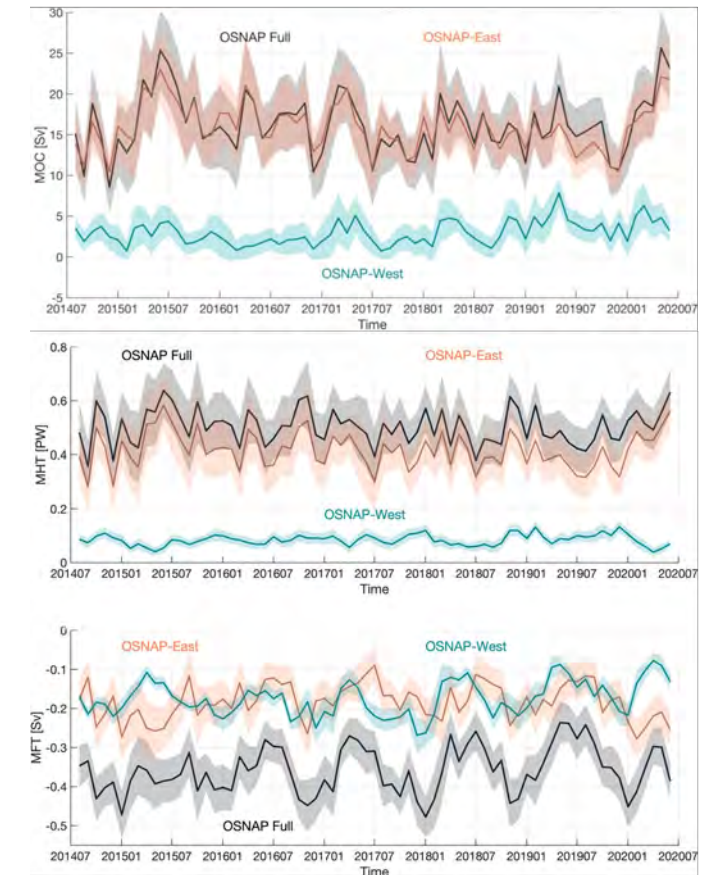 30
OSNAP Full OSNAP-East
25
20
15
10
5
0
-5
MOC [Sv]
OSNAP-West
201407 201501 201507 201601 201607 201701 201707 201801 201807 201901 201907 202001 202007
Time
0.8
OSNAP Full OSNAP-East
0.6
0.4
0.2
0
MHT [PW]
OSNAP-West
201407 201501 201507 201601 201607 201701 201707 201801 201807 201901 201907 202001 202007
Time
0
OSNAP-East OSNAP-West
-0.1
-0.2
-0.3
-0.4
-0.5
MFT [Sv]
OSNAP Full
201407 201501 201507 201601 201607 201701 201707 201801 201807 201901 201907 202001 202007
Time